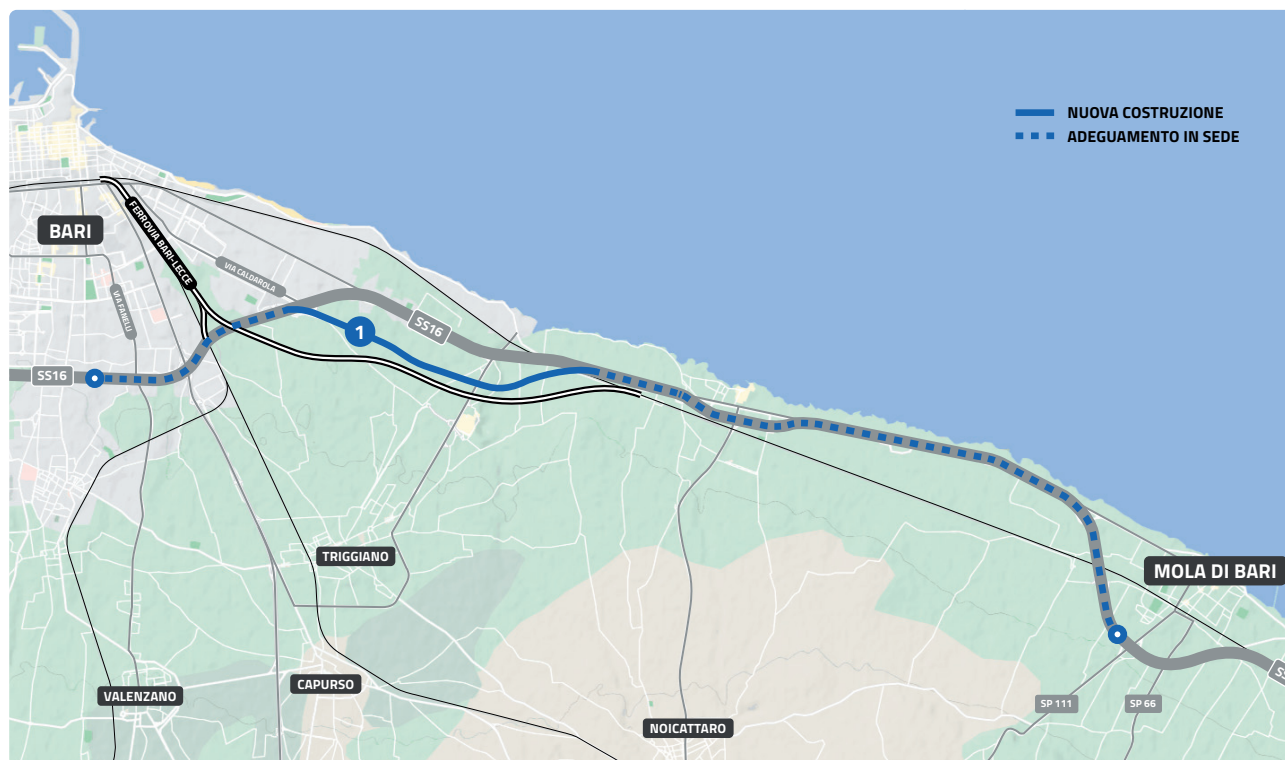 NUOVA COSTRUZIONE
ADEGUAMENTO IN SEDE
BARI
FERROVIA BARI-LECCE
VIA CALDAROLA
VIA FANELLI
1
SS16
SS16
TRIGGIANO
MOLA DI BARI
VALENZANO
CAPURSO
NOICATTARO
SP 111
SP 66